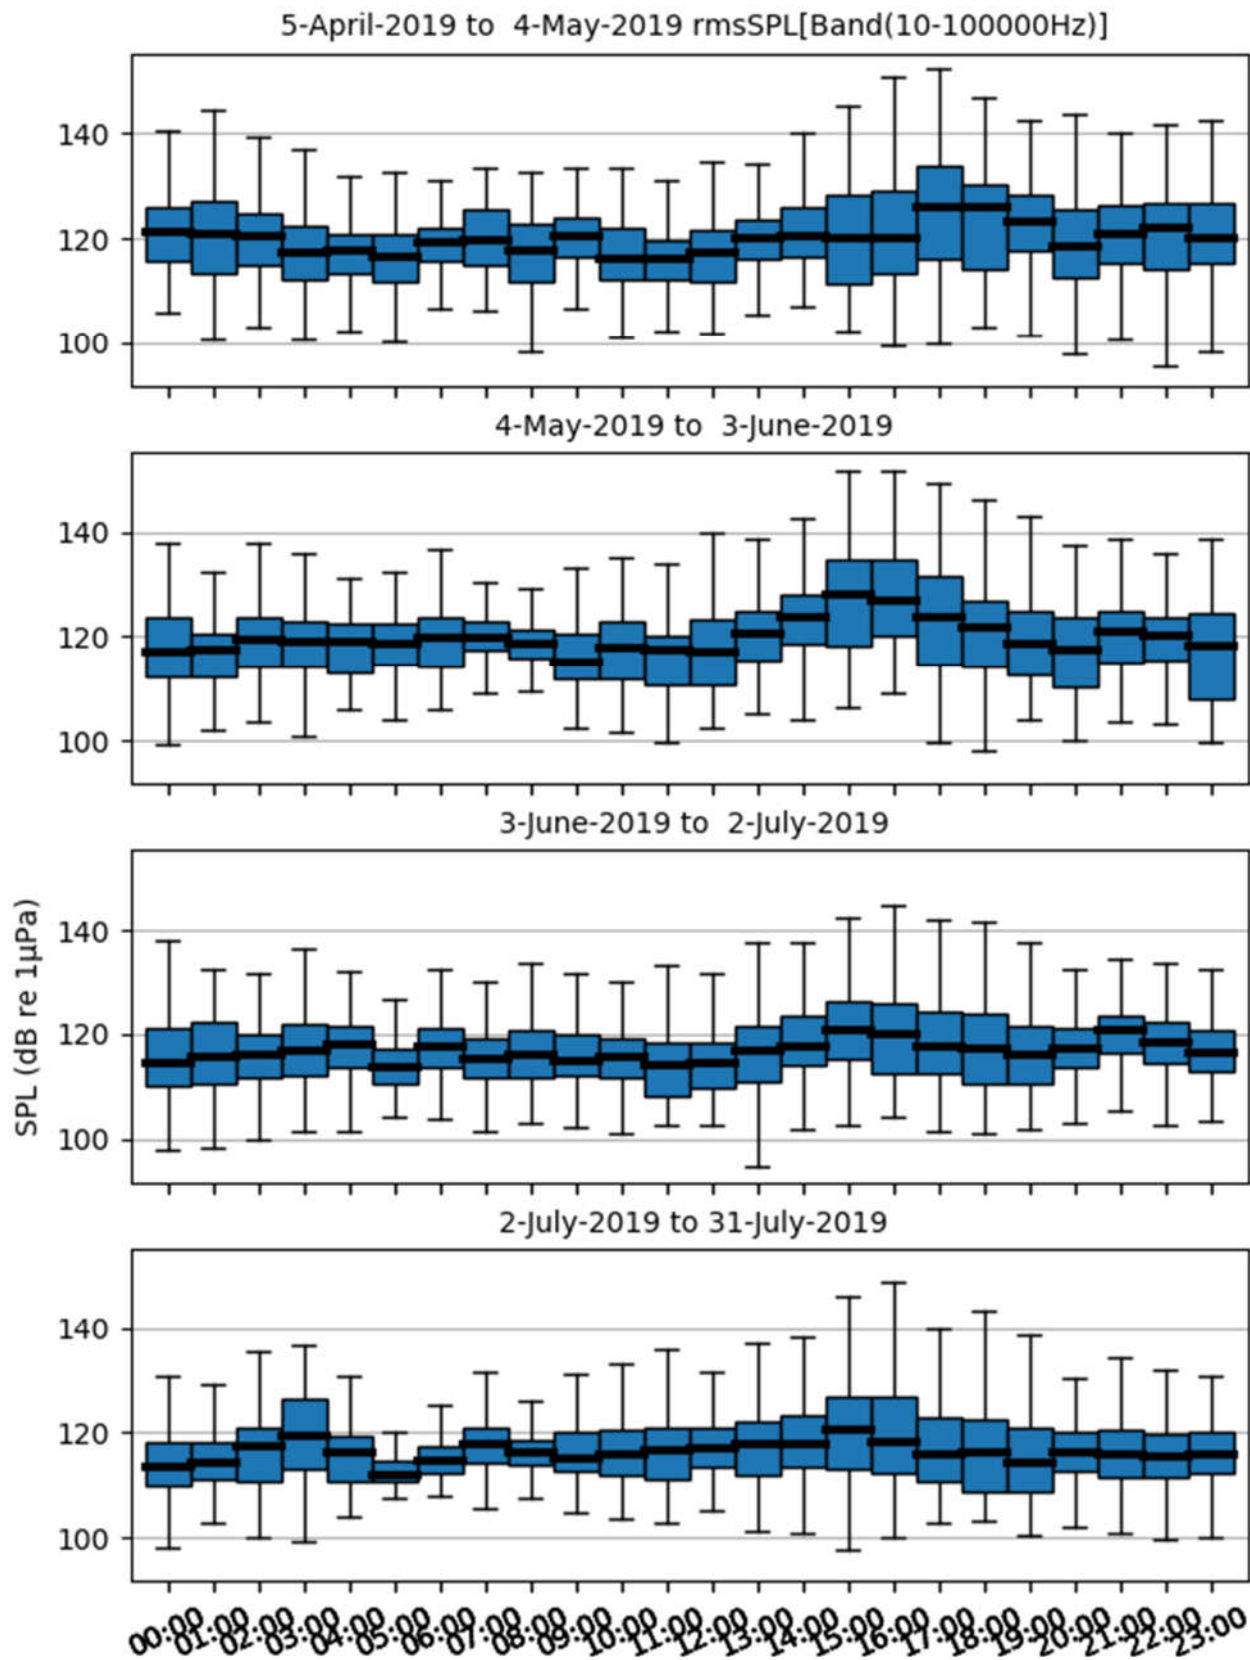 5-April-2019 to  4-May-2019 rmsSPL[Band(10-100000Hz)]
140
120
100
4-May-2019 to  3-June-2019
140
120
100
3-June-2019 to  2-July-2019
SPL (dB re 1µPa)
140
120
100
2-July-2019 to 31-July-2019
140
120
100
00:00 01:00 02:00 03:00 04:00 05:00 06:00 07:00 08:00 09:00 10:00 11:00 12:00 13:00 14:00 15:00 16:00 17:00 18:00 19:00 20:00 21:00 22:00 23:00